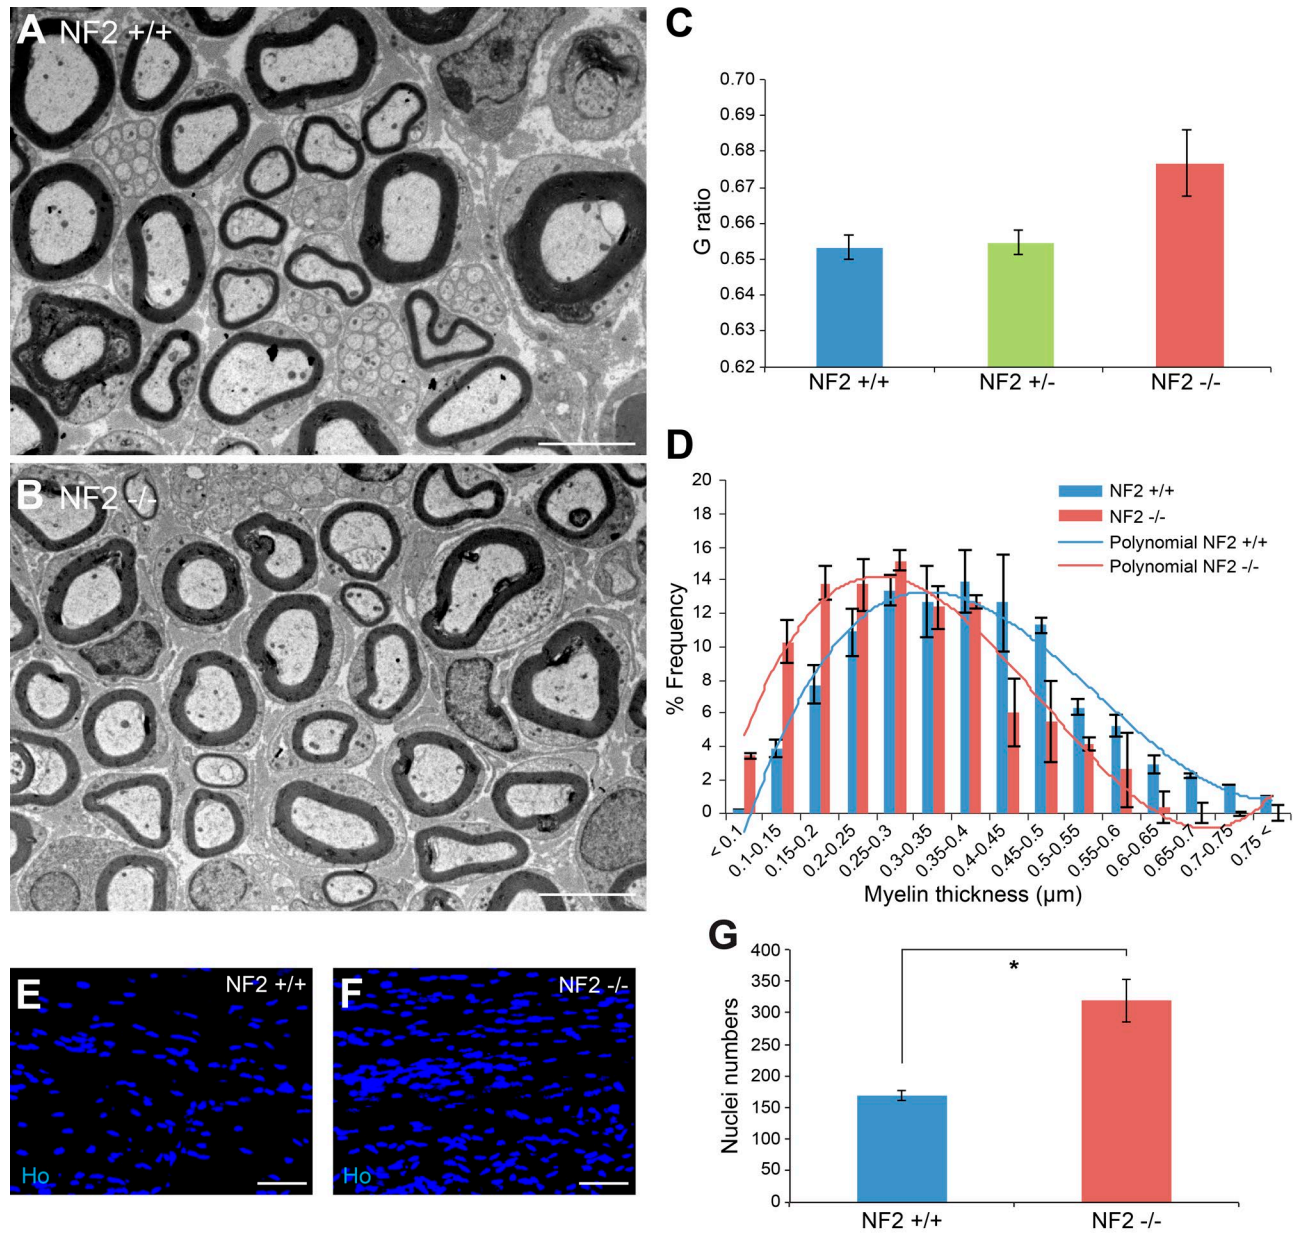 A NF2 +/+
B NF2 -/-
C
G ratio
0.70
0.69
0.68
0.67
0.66
0.65
0.64
0.63
0.62
NF2 +/+ NF2 +/- NF2 -/-
D
% Frequency
20
18
16
14
12
10
8
6
4
2
0
NF2 +/+
NF2 -/-
Polynomial NF2 +/+
Polynomial NF2 -/-
< 0.1 0.1-0.15 0.15-0.2 0.2-0.25 0.25-0.3 0.3-0.35 0.35-0.4 0.4-0.45 0.45-0.5 0.5-0.55 0.55-0.6 0.6-0.65 0.65-0.7 0.7-0.75 0.75 <
Myelin thickness (µm)
E NF2 +/+
Ho
F NF2 -/-
Ho
G
Nuclei numbers
400
350
300
250
200
150
100
50
0
*
NF2 +/+ NF2 -/-